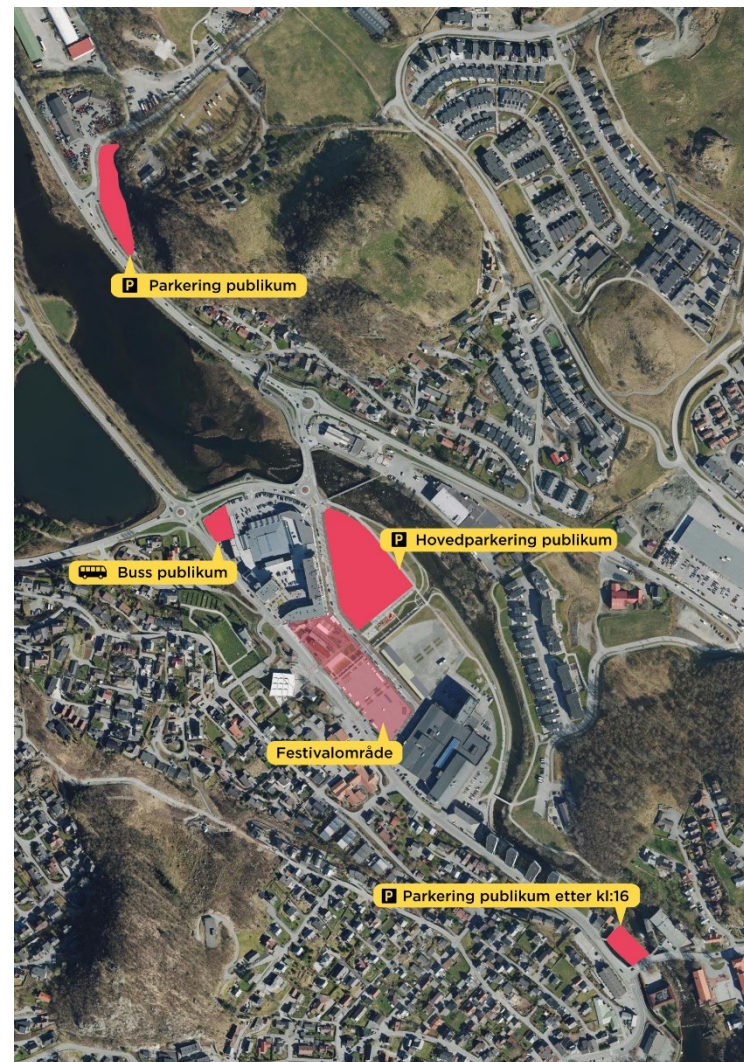 P Parkering publikum
P Hovedparkering publikum
Buss publikum
Festivalområde
P Parkering publikum etter kl:16